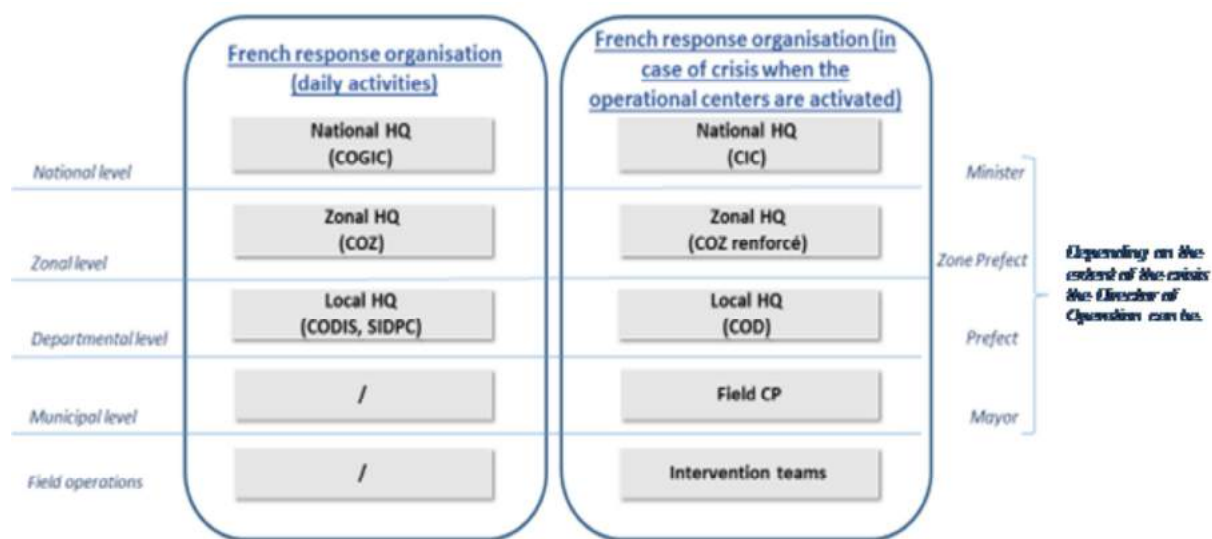 French response organisation
(daily activities)
French response organisation (in
case of crisis when the
operational centers are activated)
National level
National HQ
(COGIC)
National HQ
(CIC)
Minister
Zonal level
Zonal HQ
(COZ)
Zonal HQ
(COZ renforcé)
Zone Prefect
Departmental level
Local HQ
(CODIS, SIDPC)
Local HQ
(COD)
Prefect
Municipal level
/
Field CP
Mayor
Field operations
/
Intervention teams
Depending on the
extent of the crisis
the Director of
Operation can be.